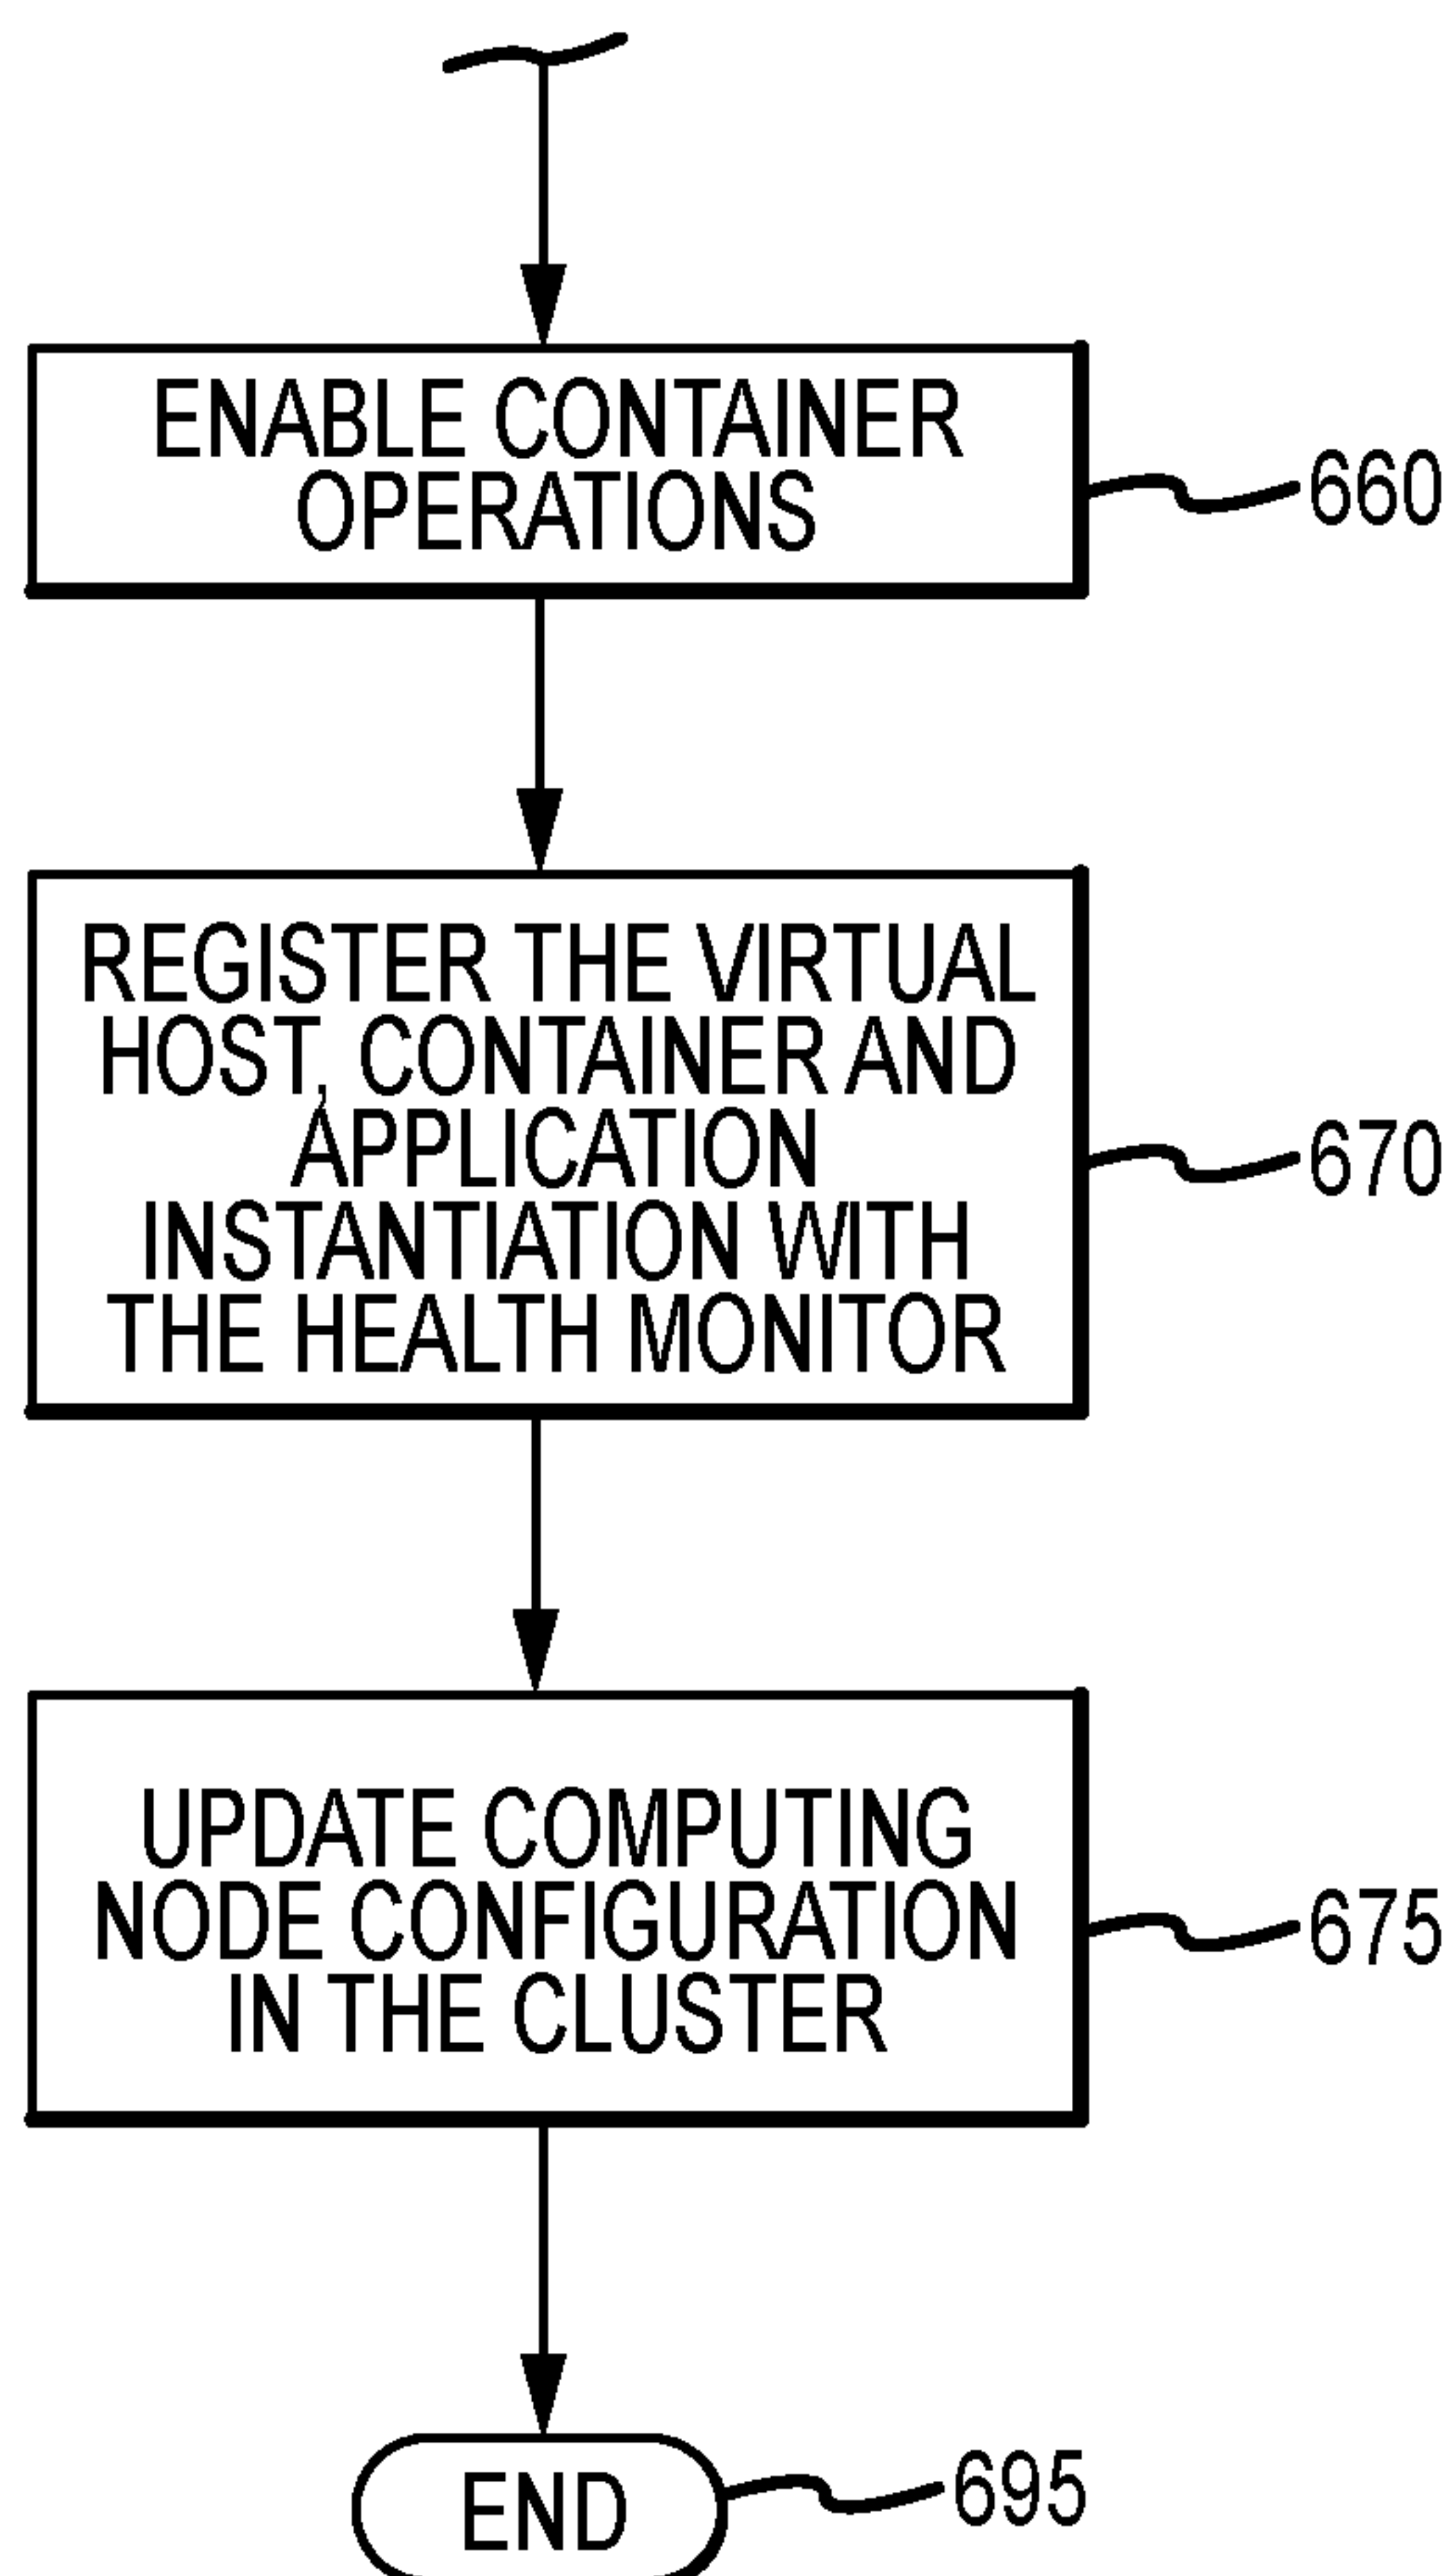 ENABLE CONTAINER
OPERATIONS
660
REGISTER THE VIRTUAL
HOST, CONTAINER AND
APPLICATION
INSTANTIATION WITH
THE HEALTH MONITOR
670
UPDATE COMPUTING
NODE CONFIGURATION
IN THE CLUSTER
675
END
695